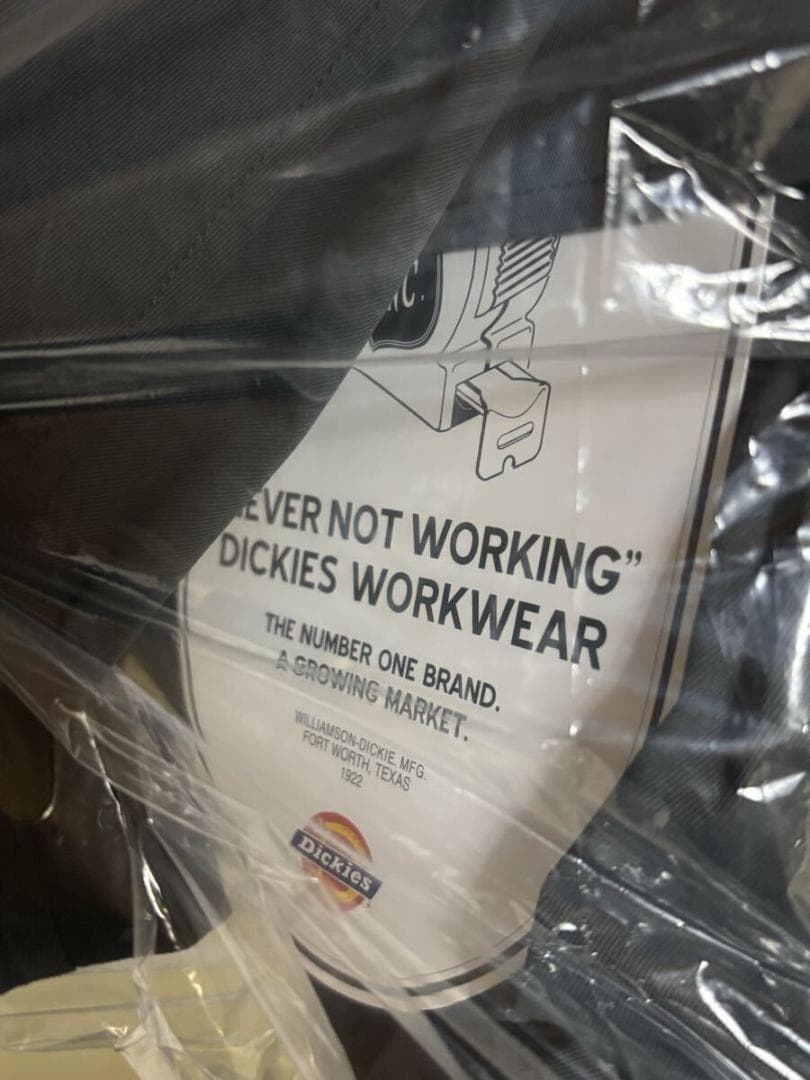 NC.
EVER NOT WORKING”
DICKIES WORKWEAR
THE NUMBER ONE BRAND.
A GROWING MARKET.
WILLIAMSON-DICKIE. MFG.
FORT WORTH, TEXAS
1922
Dickies